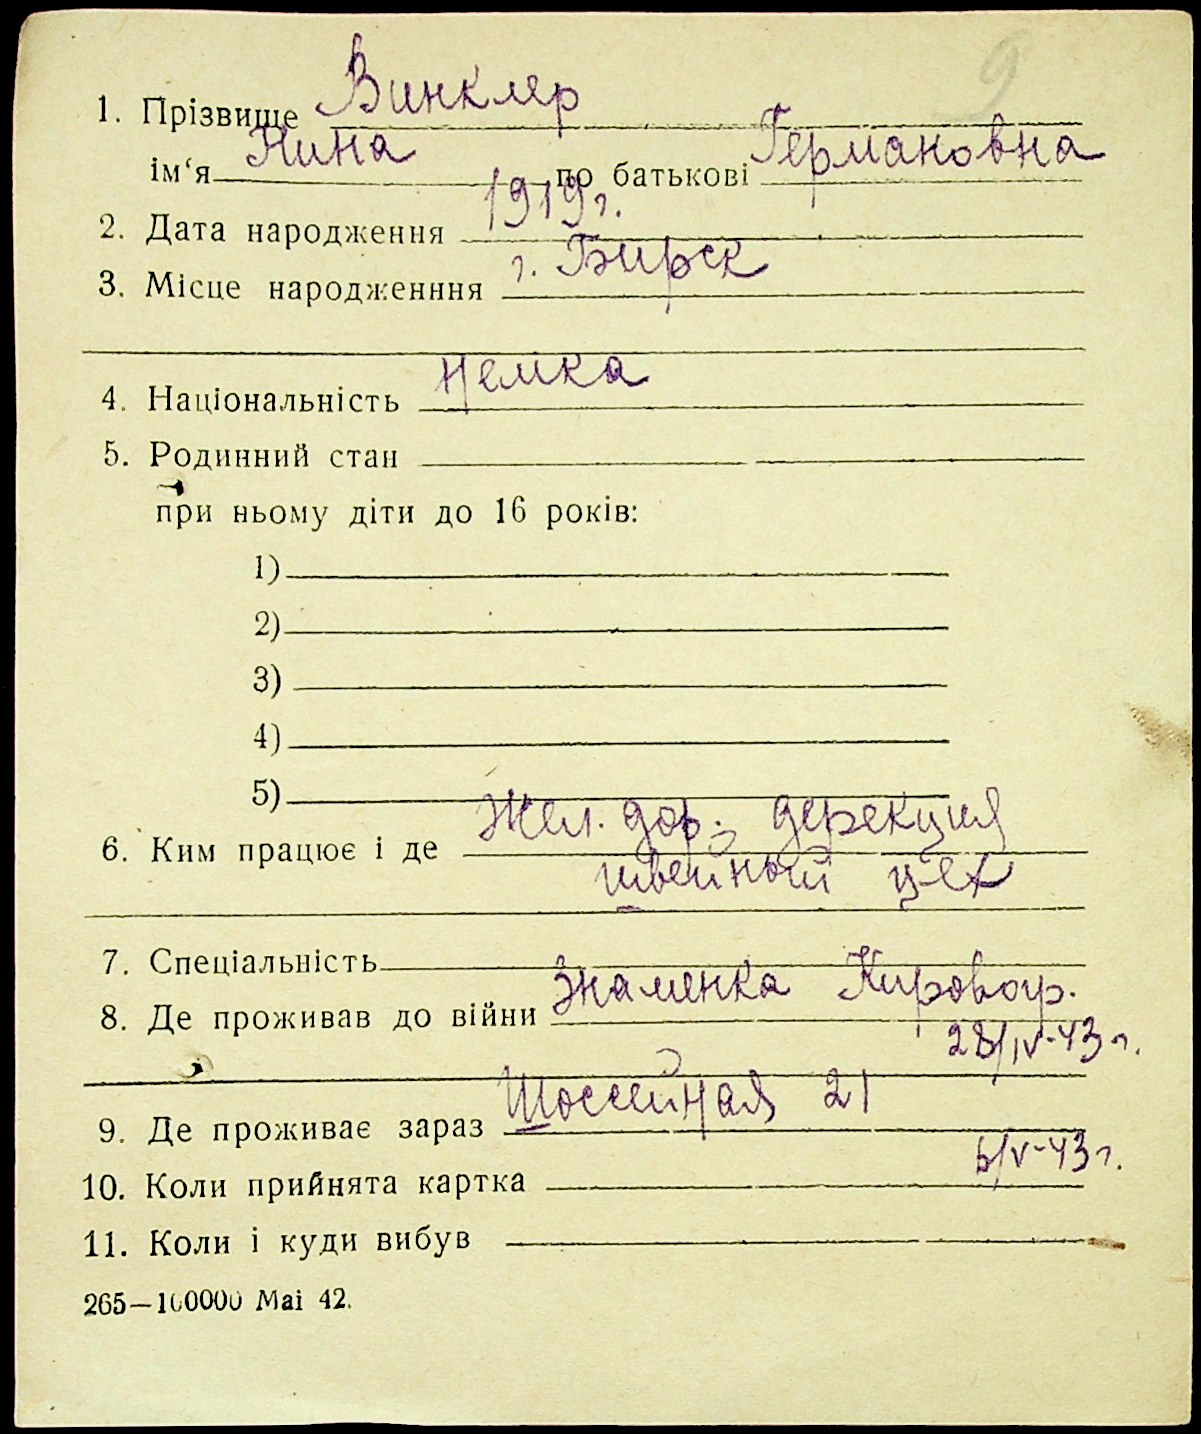 9
1. Прізвище Винклер
ім‘я Нина по батькові Германовна
2. Дата народження 1919 г.
3. Місце народженння г. Бирск
4. Національність немка
5. Родинний стан
при ньому діти до 16 років:
1)
2)
3)
4)
5)
6. Ким працює і де Жел. дор. дерекция
швейный цех
7. Спеціальність
8. Де проживав до війни Знаменка Кировогр.
28/IV-43 г.
9. Де проживає зараз Шоссейная 21
10. Коли прийнята картка 6/V-43 г.
11. Коли і куди вибув
265—100000 Маі 42.